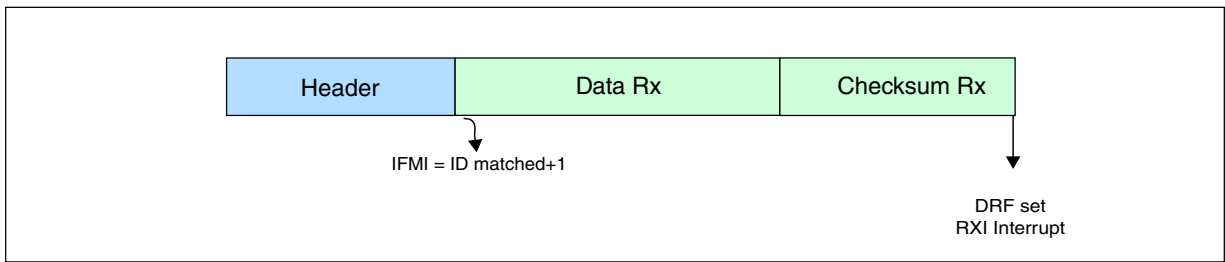 Header
Data Rx
Checksum Rx
IFMI = ID matched+1
DRF set
RXI Interrupt